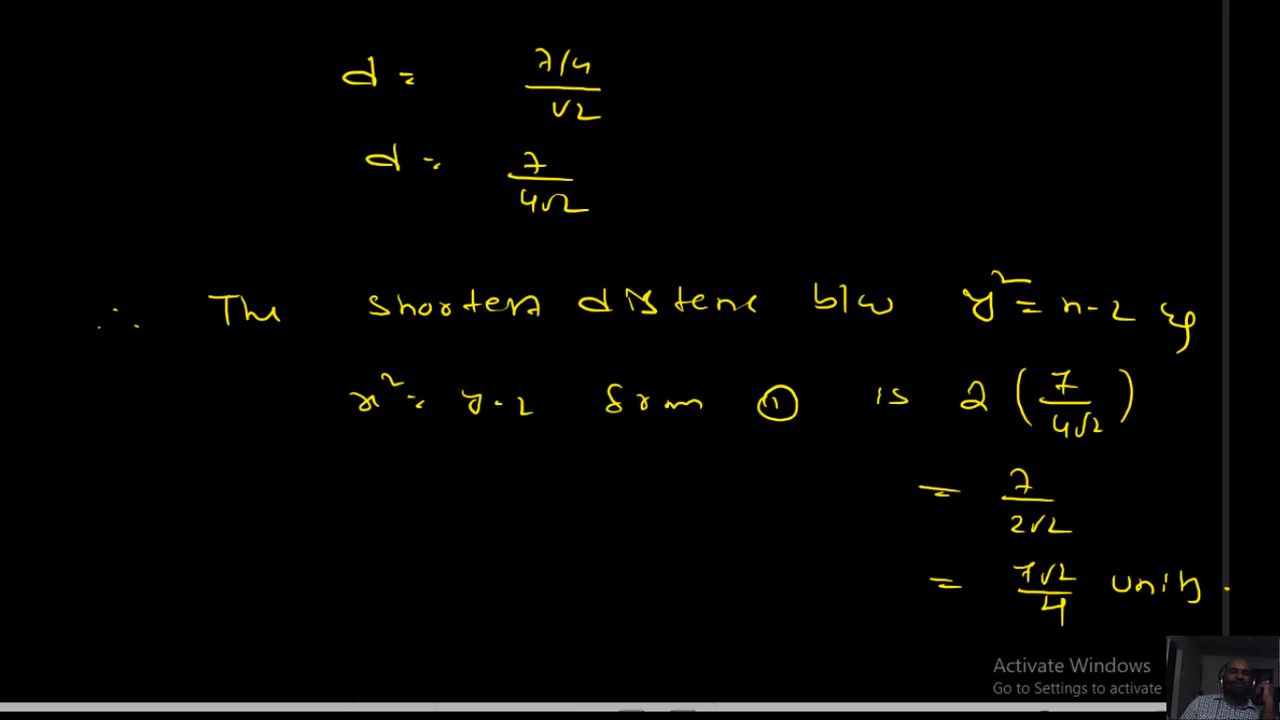 d = 7/4 / √2
d = 7 / 4√2
∴ The shortest distance b/w y² = x-2 &
x² = y-2 from ① is 2 (7 / 4√2)
= 7 / 2√2
= 7√2 / 4 units.
Activate Windows
Go to Settings to activate